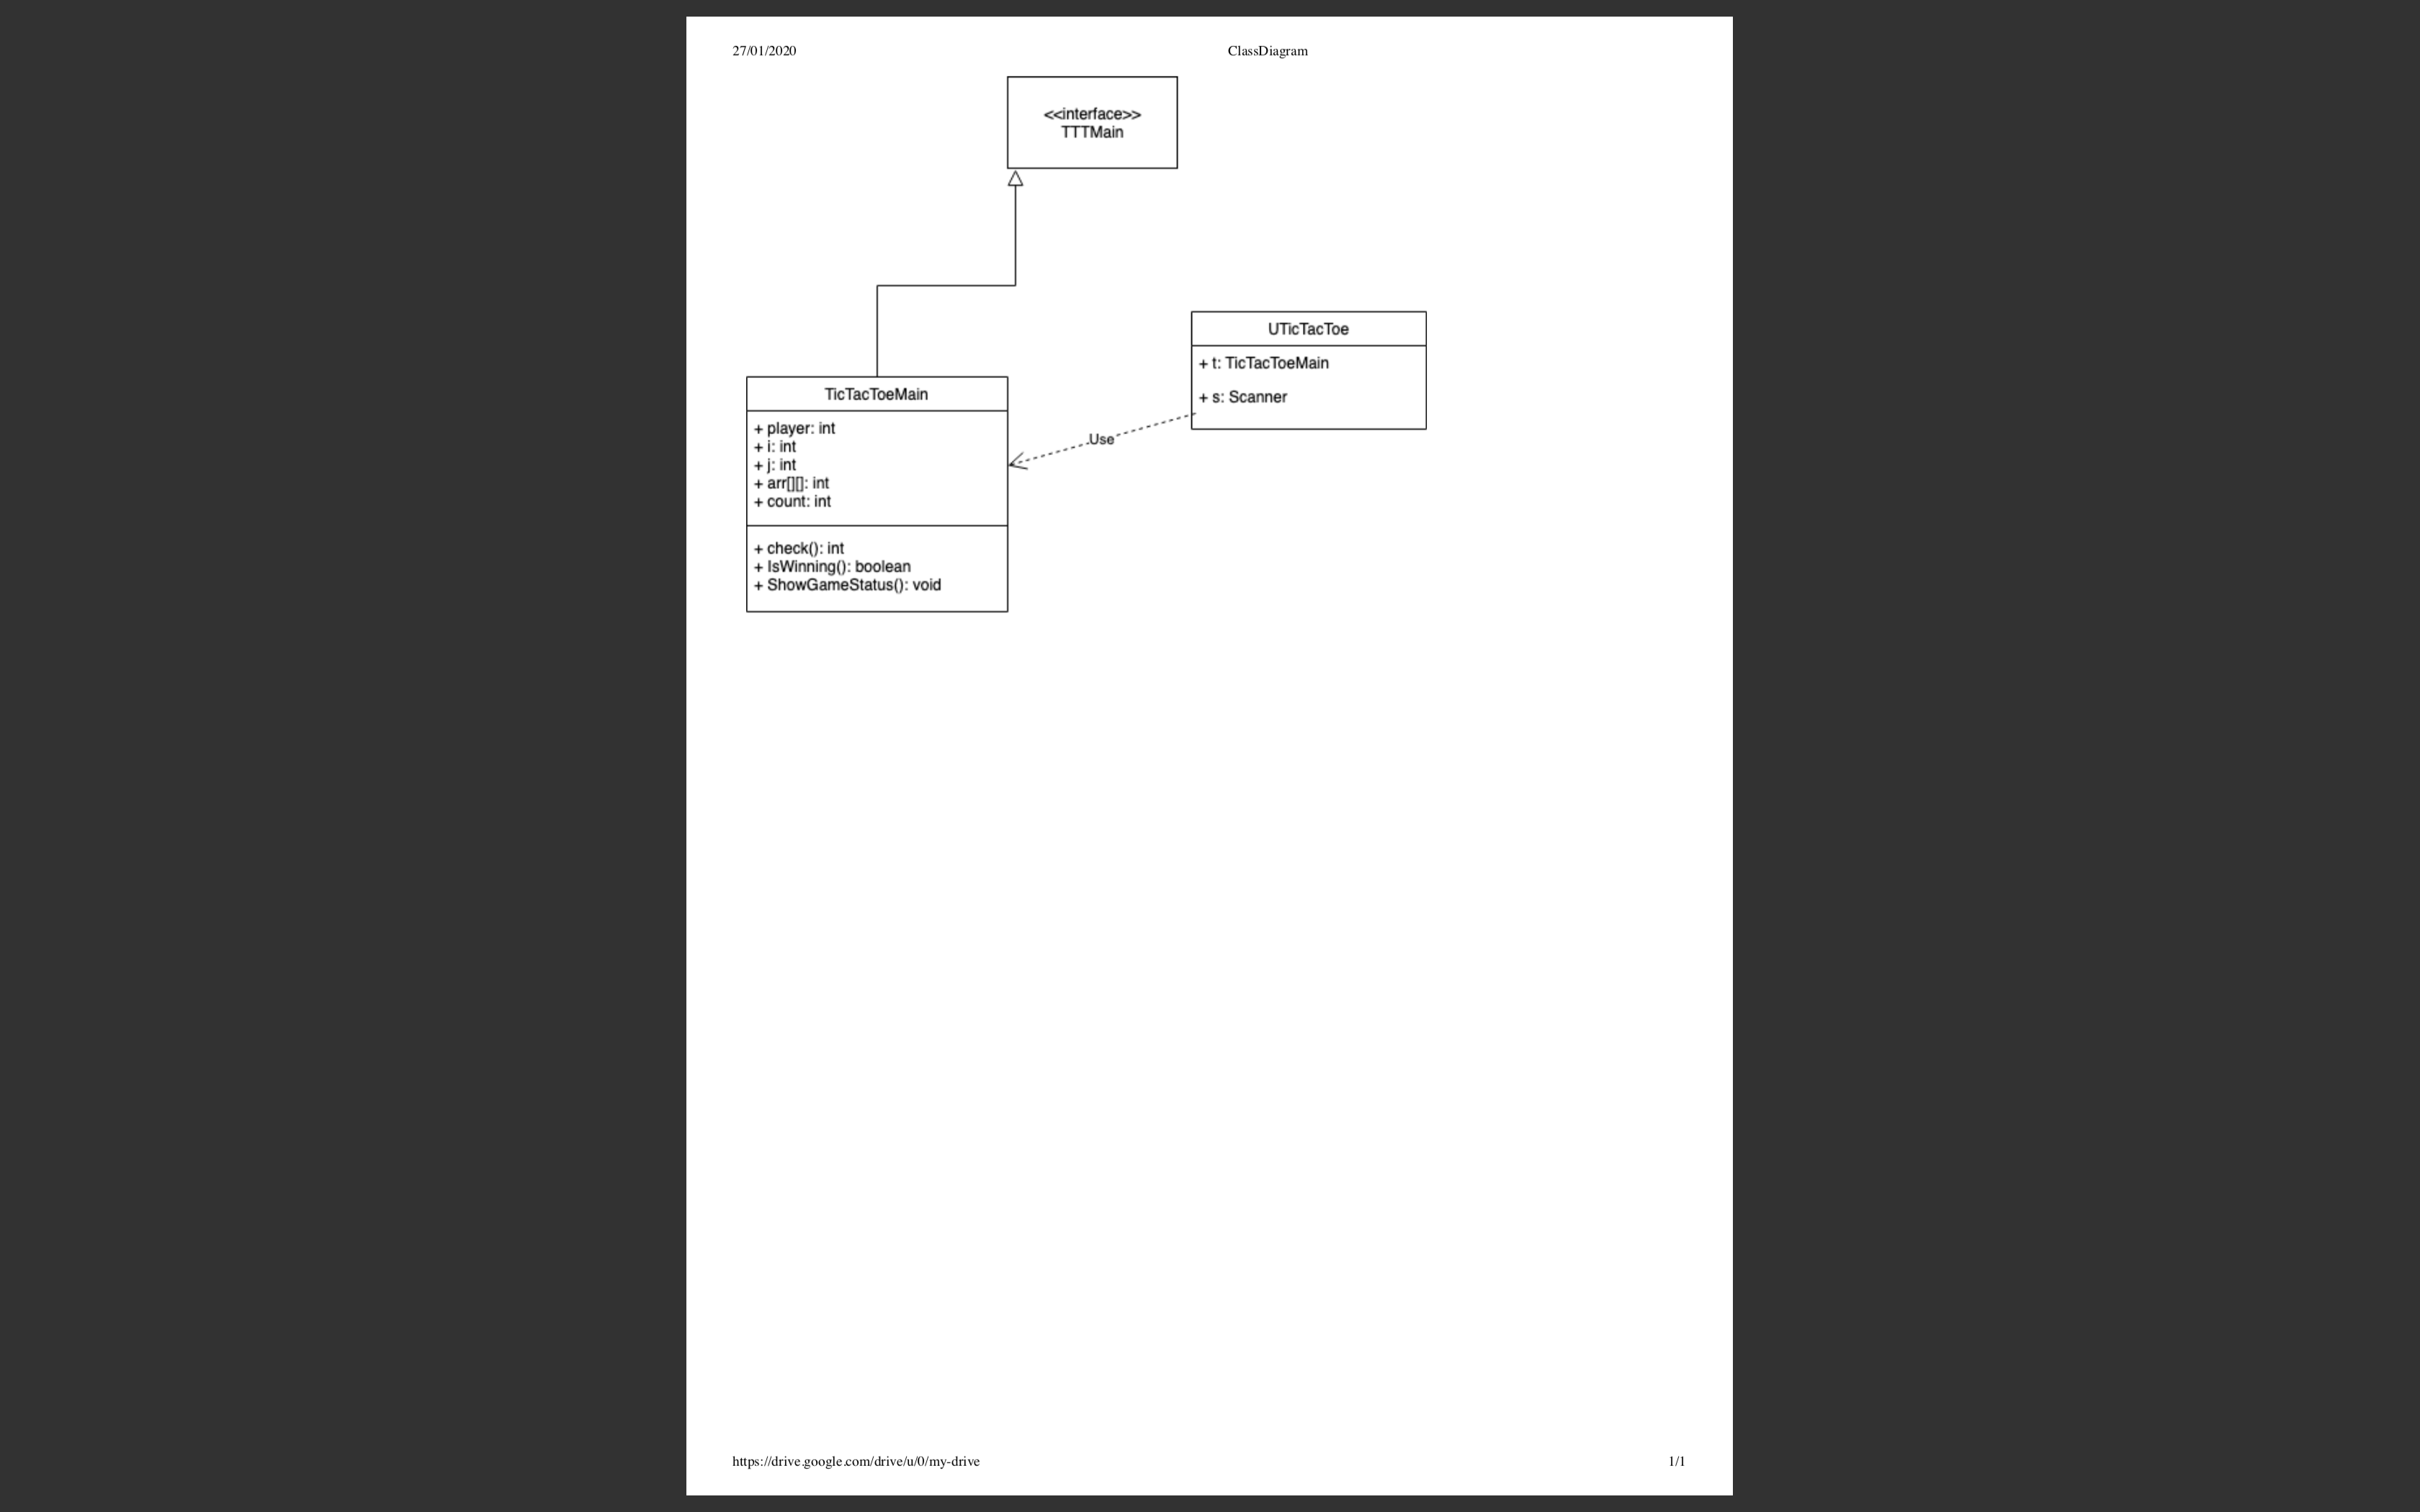 27/01/2020
ClassDiagram
<<interface>>
TTTMain
UTicTacToe
+ t: TicTacToeMain
+ s: Scanner
Use
TicTacToeMain
+ player: int
+ i: int
+ j: int
+ arr[][]: int
+ count: int
+ check(): int
+ IsWinning(): boolean
+ ShowGameStatus(): void
https://drive.google.com/drive/u/0/my-drive
1/1